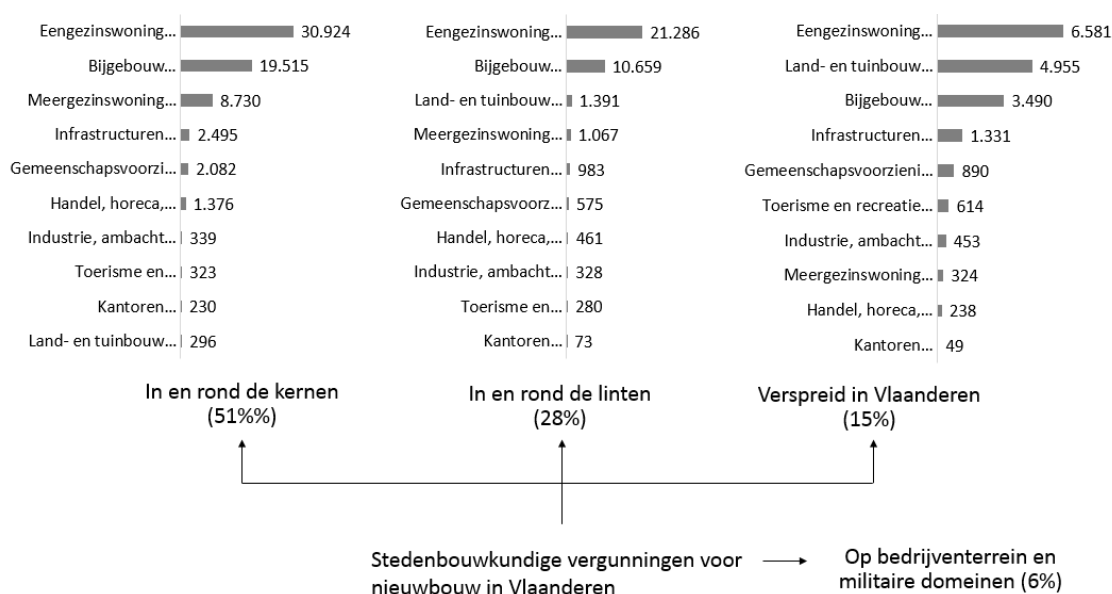 Eengezinswoning... 30.924
Bijgebouw... 19.515
Meergezinswoning... 8.730
Infrastructuren... 2.495
Gemeenschapsvoorzi... 2.082
Handel, horeca,... 1.376
Industrie, ambacht... 339
Toerisme en... 323
Kantoren... 230
Land- en tuinbouw... 296
In en rond de kernen
(51%%)
Eengezinswoning... 21.286
Bijgebouw... 10.659
Land- en tuinbouw... 1.391
Meergezinswoning... 1.067
Infrastructuren... 983
Gemeenschapsvoorz... 575
Handel, horeca,... 461
Industrie, ambacht... 328
Toerisme en... 280
Kantoren... 73
In en rond de linten
(28%)
Eengezinswoning... 6.581
Land- en tuinbouw... 4.955
Bijgebouw... 3.490
Infrastructuren... 1.331
Gemeenschapsvoorzieni... 890
Toerisme en recreatie... 614
Industrie, ambacht... 453
Meergezinswoning... 324
Handel, horeca,... 238
Kantoren... 49
Verspreid in Vlaanderen
(15%)
Stedenbouwkundige vergunningen voor
nieuwbouw in Vlaanderen
Op bedrijventerrein en
militaire domeinen (6%)